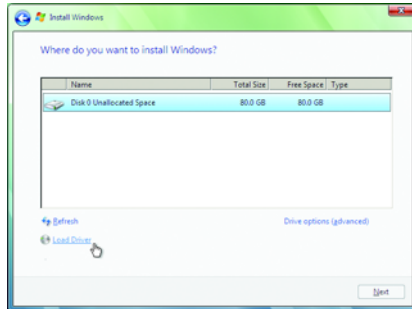 Install Windows
Where do you want to install Windows?
Name Total Size Free Space Type
Disk 0 Unallocated Space 80.0 GB 80.0 GB
Refresh Drive options (advanced)
Load Driver
Next